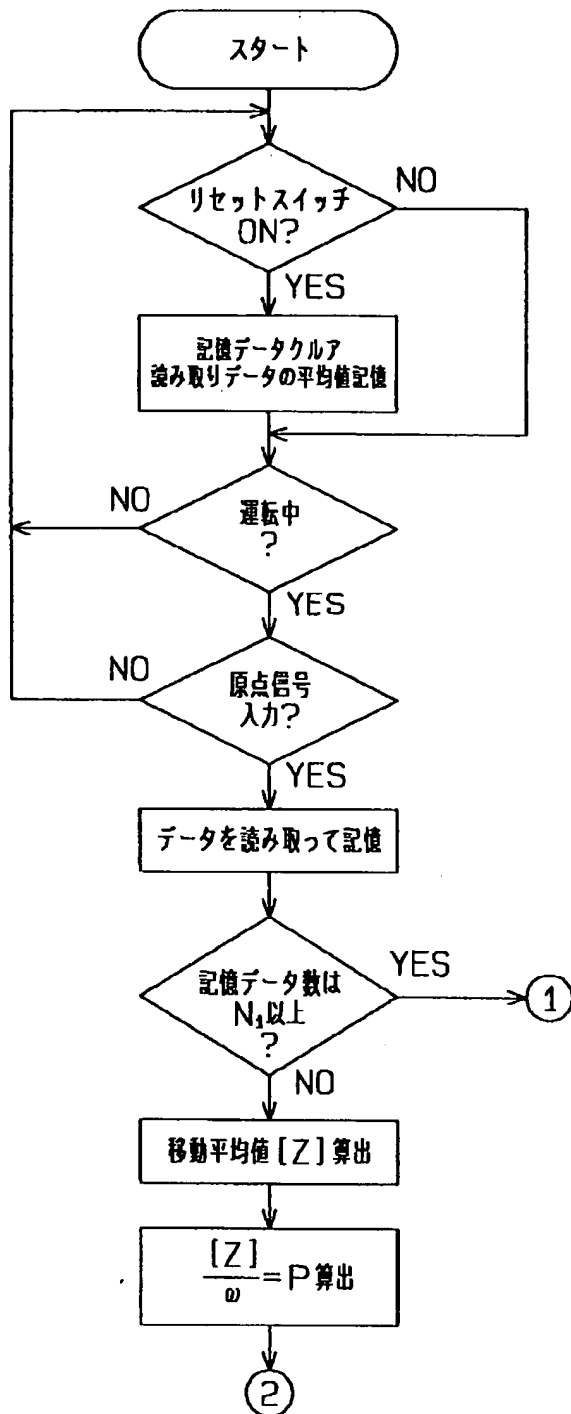 スタート
リセットスイッチ
ON?
NO
YES
記憶データクルア
読み取りデータの平均値記憶
NO
運転中
?
YES
NO
原点信号
入力?
YES
データを読み取って記憶
記憶データ数は
N₁以上
?
YES
①
NO
移動平均値[Z]算出
[Z]
ω
=P算出
②